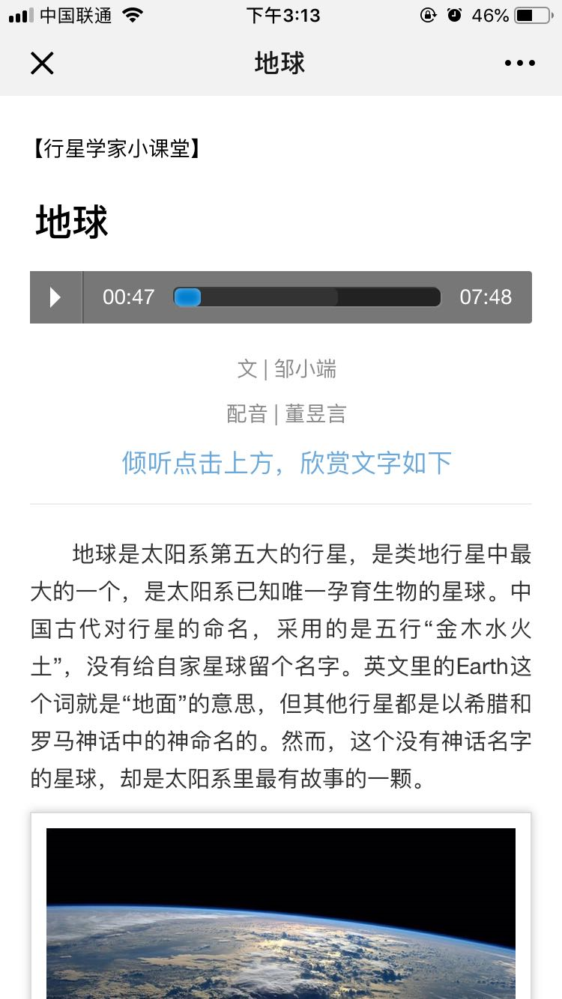 中国联通 下午3:13 46%
地球
【行星学家小课堂】
地球
00:47 07:48
文 | 邹小端
配音 | 董昱言
倾听点击上方，欣赏文字如下
地球是太阳系第五大的行星，是类地行星中最
大的一个，是太阳系已知唯一孕育生物的星球。中
国古代对行星的命名，采用的是五行“金木水火
土”，没有给自家星球留个名字。英文里的Earth这
个词就是“地面”的意思，但其他行星都是以希腊和
罗马神话中的神命名的。然而，这个没有神话名字
的星球，却是太阳系里最有故事的一颗。